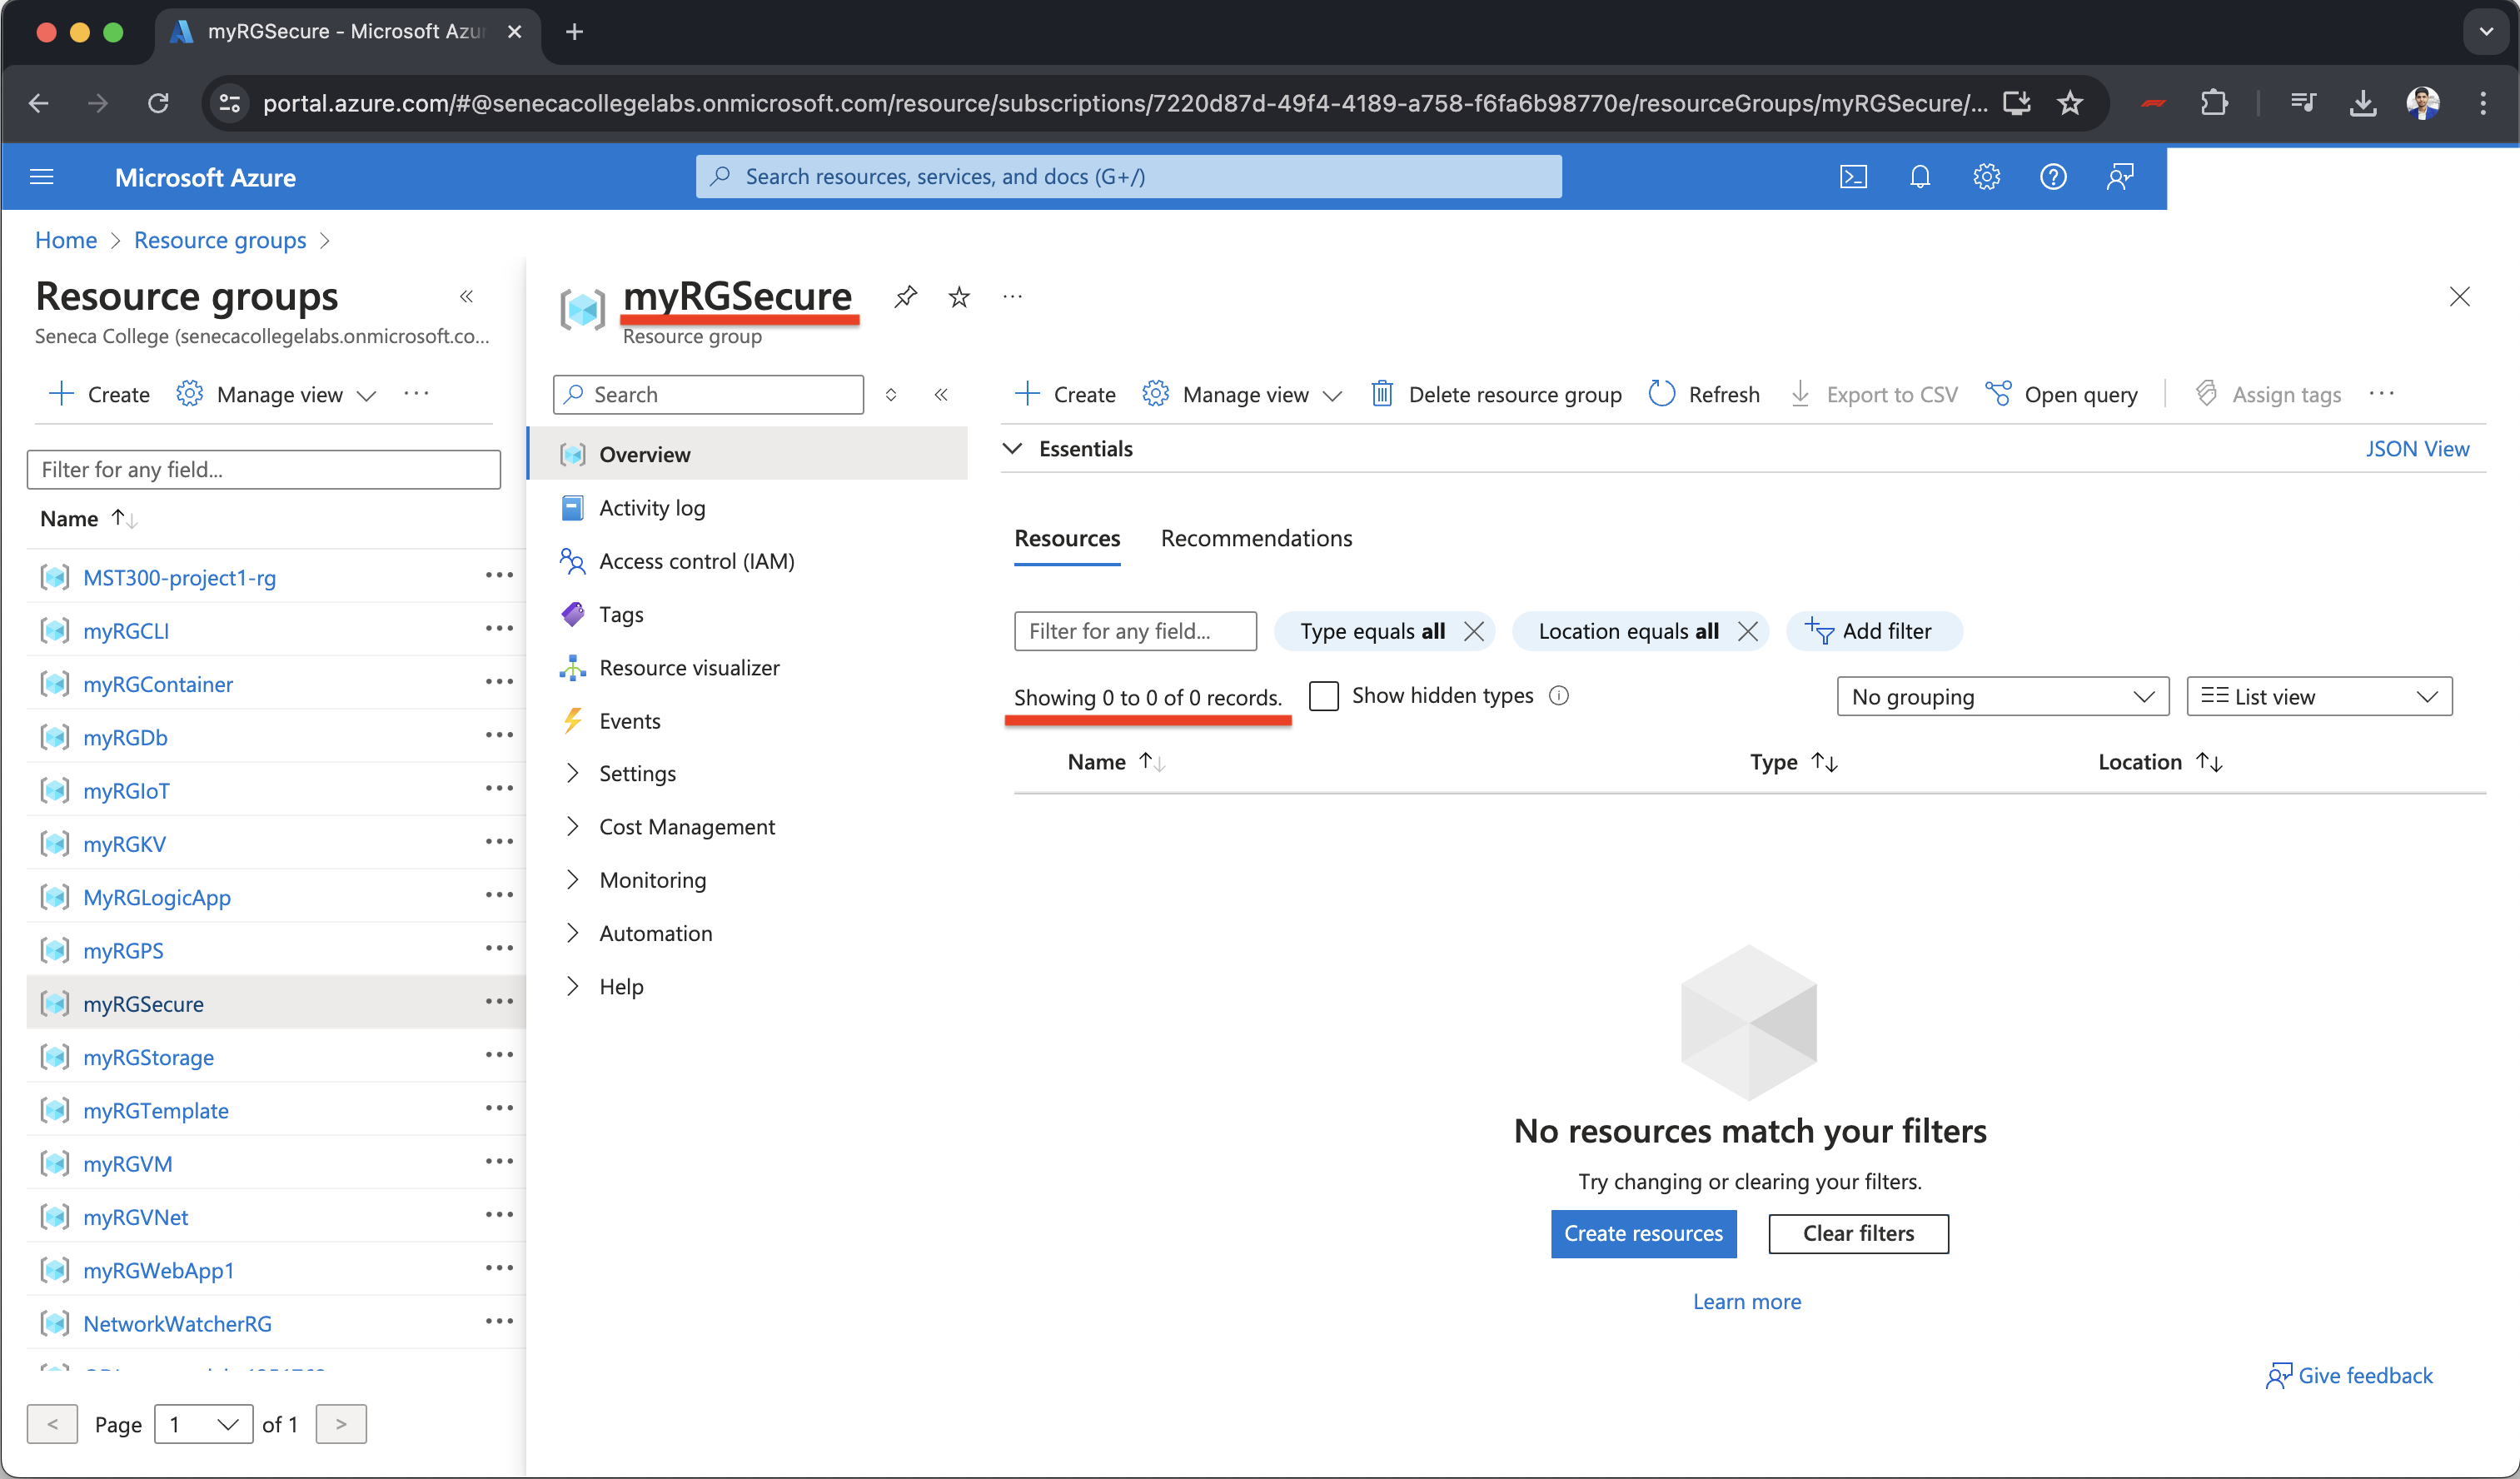 myRGSecure - Microsoft Azu
portal.azure.com/#@senecacollegelabs.onmicrosoft.com/resource/subscriptions/7220d87d-49f4-4189-a758-f6fa6b98770e/resourceGroups/myRGSecure/...
Microsoft Azure
Search resources, services, and docs (G+/)
Home > Resource groups >
Resource groups
Seneca College (senecacollegelabs.onmicrosoft.co...
Create Manage view ...
Filter for any field...
Name
MST300-project1-rg
myRGCLI
myRGContainer
myRGDb
myRGIoT
myRGKV
MyRGLogicApp
myRGPS
myRGSecure
myRGStorage
myRGTemplate
myRGVM
myRGVNet
myRGWebApp1
NetworkWatcherRG
< Page 1 of 1 >
myRGSecure
Resource group
Search
Overview
Activity log
Access control (IAM)
Tags
Resource visualizer
Events
Settings
Cost Management
Monitoring
Automation
Help
Create Manage view Delete resource group Refresh Export to CSV Open query Assign tags ...
Essentials JSON View
Resources Recommendations
Filter for any field... Type equals all Location equals all Add filter
Showing 0 to 0 of 0 records. Show hidden types No grouping List view
Name Type Location
No resources match your filters
Try changing or clearing your filters.
Create resources Clear filters
Learn more
Give feedback